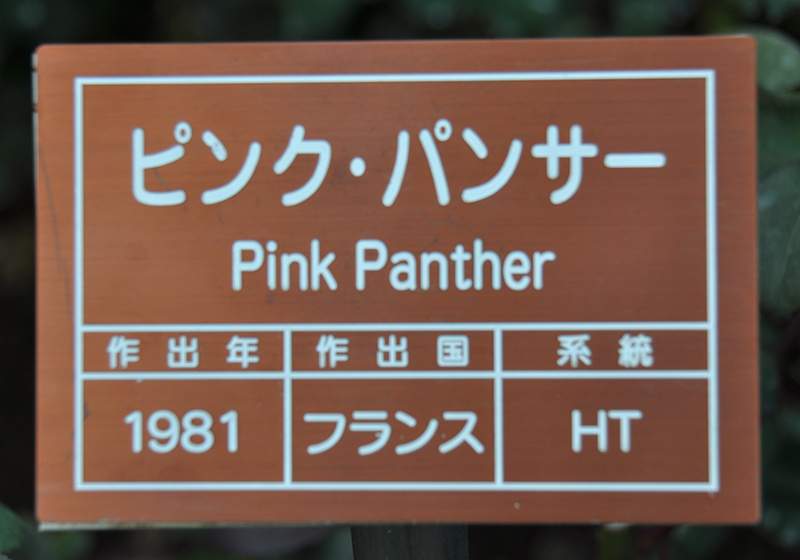 ピンク・パンサー
Pink Panther
作出年 作出国 系統
1981 フランス HT